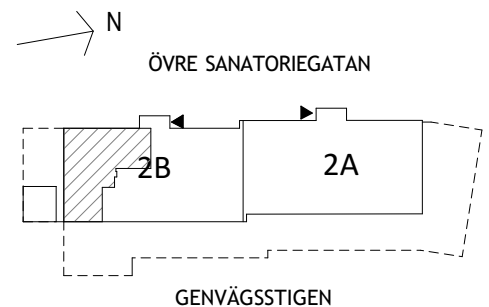 N
ÖVRE SANATORIEGATAN
2B
2A
GENVÄGSSTIGEN